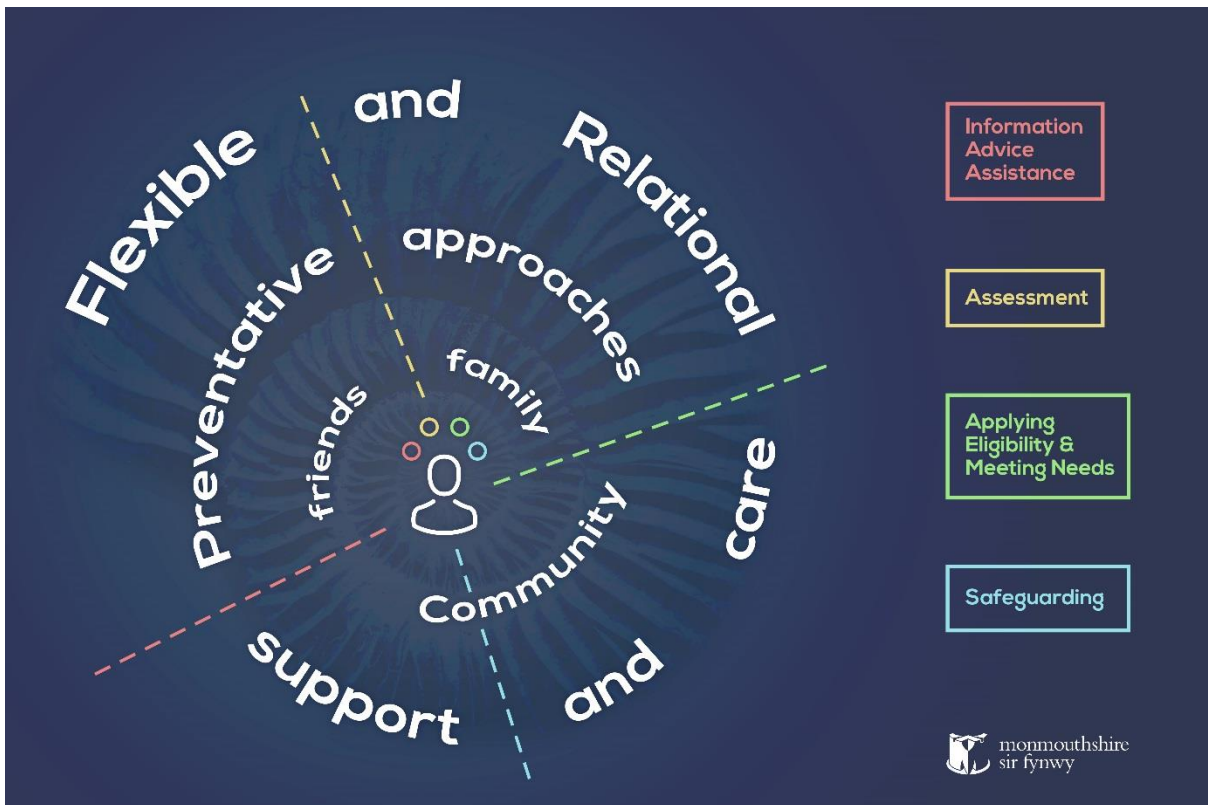 Flexible and Relational care and support
Preventative approaches
friends family Community
Information
Advice
Assistance
Assessment
Applying
Eligibility &
Meeting Needs
Safeguarding
monmouthshire
sir fynwy